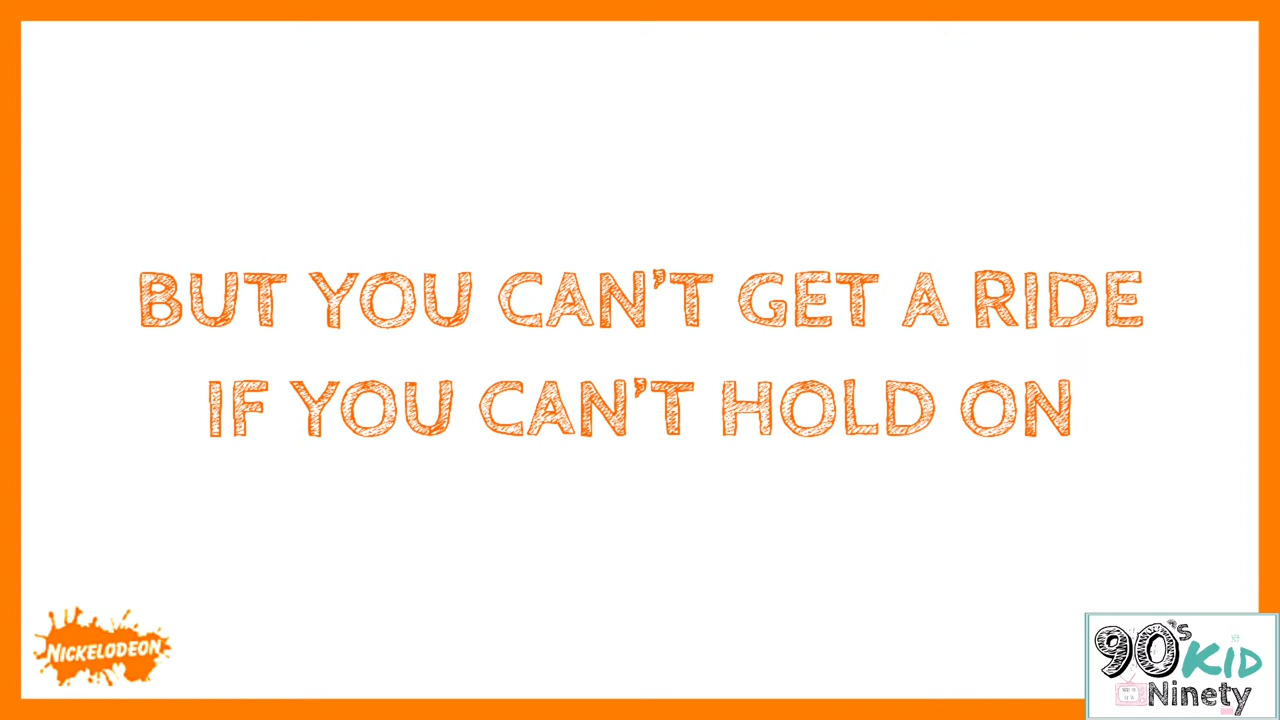 BUT YOU CAN'T GET A RIDE
IF YOU CAN'T HOLD ON
NICKELODEON
90's KID
Ninety